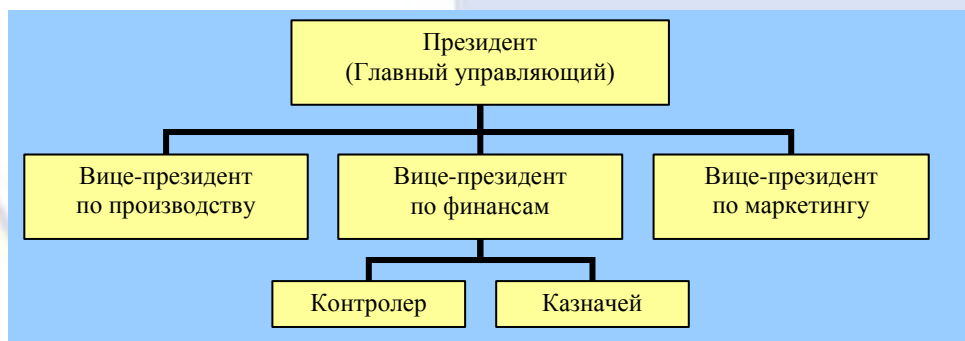 Президент
(Главный управляющий)
Вице-президент
по производству
Вице-президент
по финансам
Вице-президент
по маркетингу
Контролер
Казначей